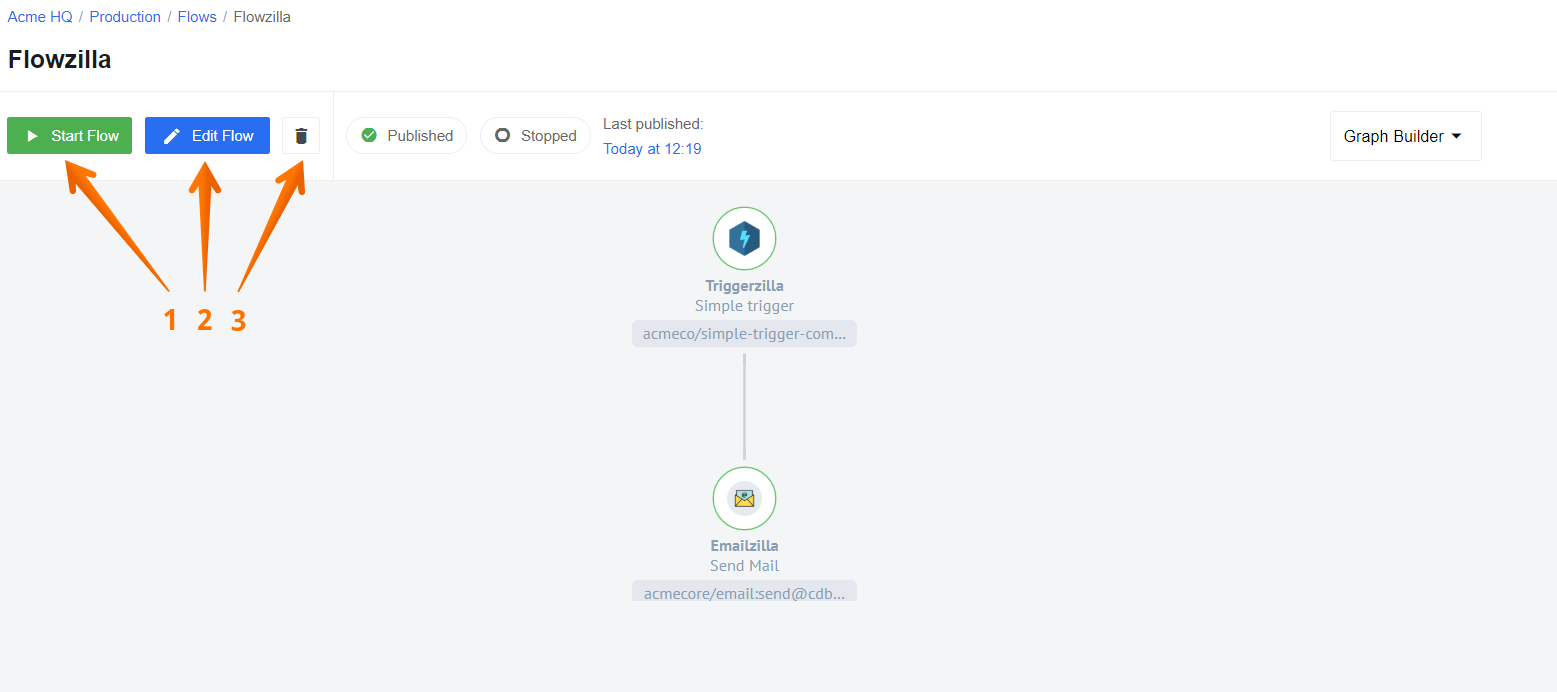 Acme HQ / Production / Flows / Flowzilla
Flowzilla
Start Flow
Edit Flow
Published
Stopped
Last published:
Today at 12:19
Graph Builder
1 2 3
Triggerzilla
Simple trigger
acmeco/simple-trigger-com...
Emailzilla
Send Mail
acmecore/email:send@cdb...